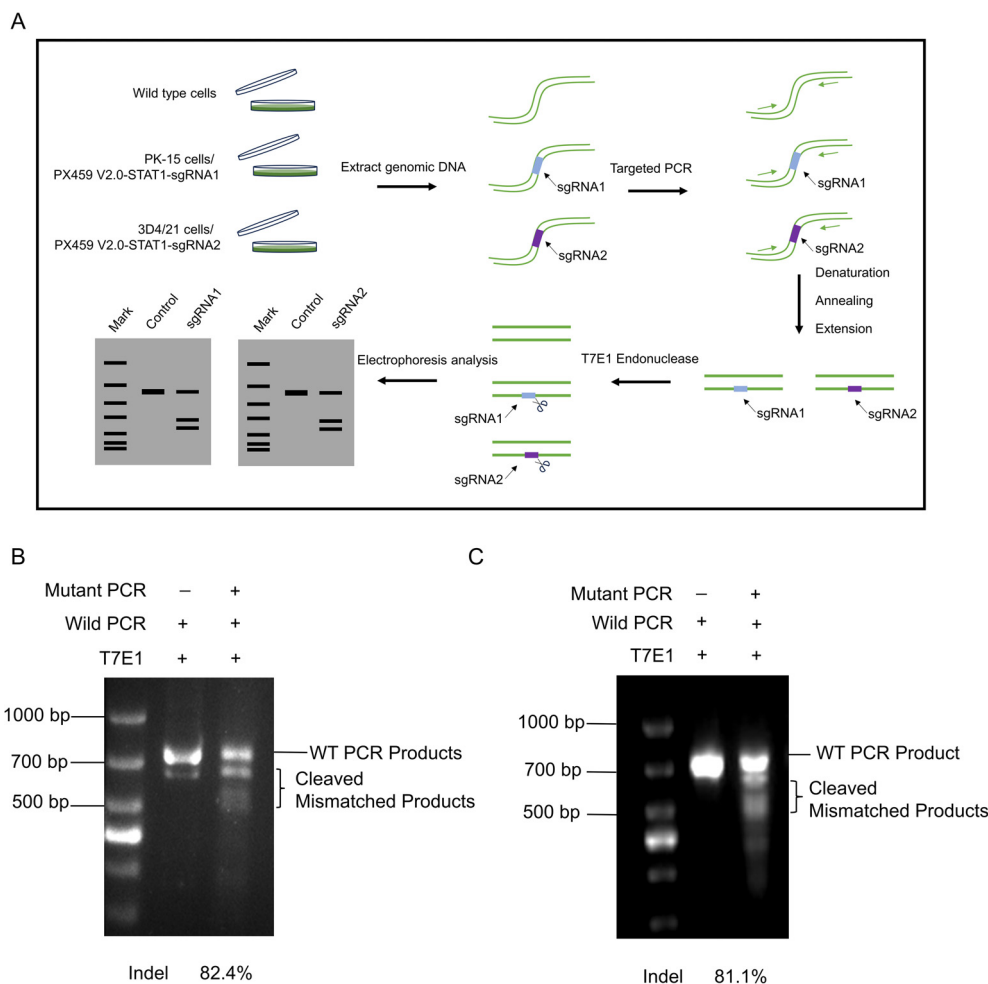 A
Wild type cells
PK-15 cells/
PX459 V2.0-STAT1-sgRNA1
3D4/21 cells/
PX459 V2.0-STAT1-sgRNA2
Extract genomic DNA
sgRNA1
sgRNA2
Targeted PCR
sgRNA1
sgRNA2
Denaturation
Annealing
Extension
sgRNA1
sgRNA2
T7E1 Endonuclease
sgRNA1
sgRNA2
Electrophoresis analysis
Mark
Control
sgRNA1
Mark
Control
sgRNA2
B
Mutant PCR – +
Wild PCR + +
T7E1 + +
1000 bp
700 bp
500 bp
WT PCR Products
Cleaved
Mismatched Products
Indel 82.4%
C
Mutant PCR – +
Wild PCR + +
T7E1 + +
1000 bp
700 bp
500 bp
WT PCR Product
Cleaved
Mismatched Products
Indel 81.1%